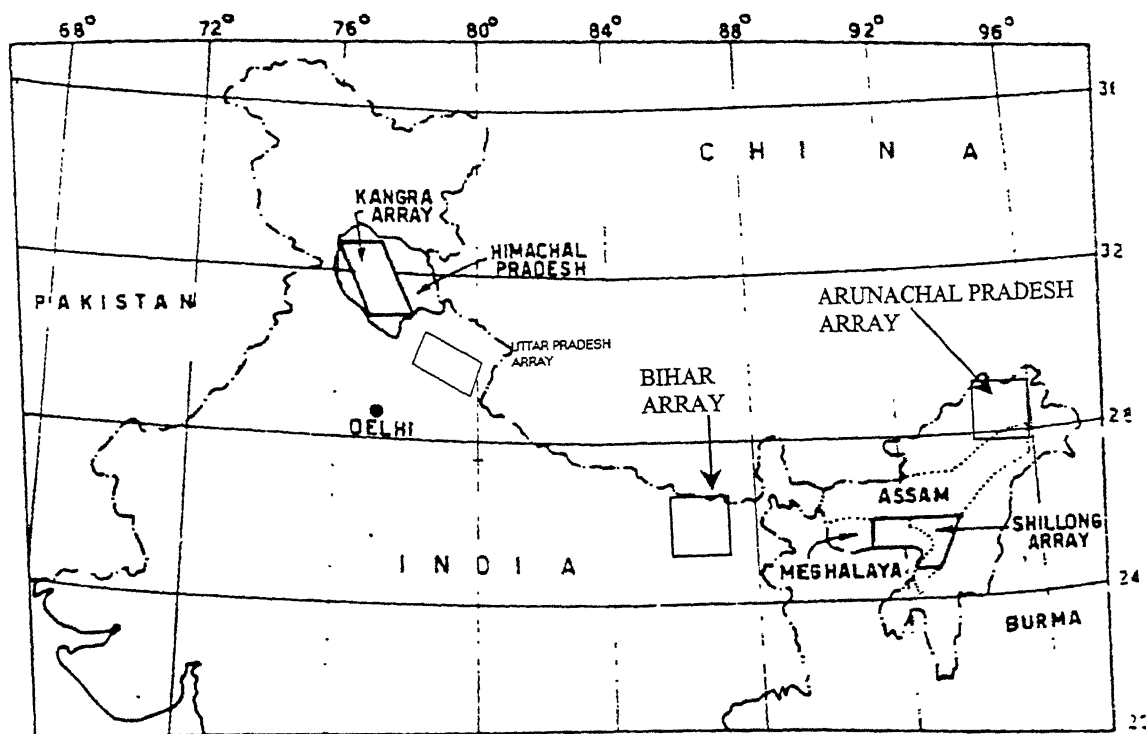 68° 72° 76° 80° 84° 88° 92° 96°
C H I N A
KANGRA
ARRAY
HIMACHAL
PRADESH
32
PAKISTAN
ARUNACHAL PRADESH
ARRAY
UTTAR PRADESH
ARRAY
BIHAR
ARRAY
DELHI
28
ASSAM
SHILLONG
ARRAY
I N D I A
MEGHALAYA
24
BURMA